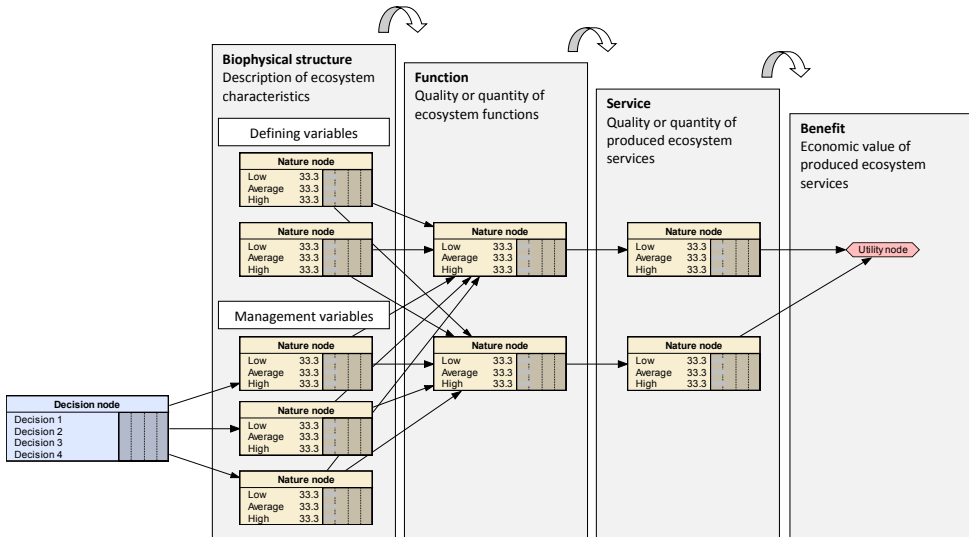 Biophysical structure
Description of ecosystem
characteristics
Defining variables
Nature node
Low 33.3
Average 33.3
High 33.3
Nature node
Low 33.3
Average 33.3
High 33.3
Management variables
Nature node
Low 33.3
Average 33.3
High 33.3
Nature node
Low 33.3
Average 33.3
High 33.3
Nature node
Low 33.3
Average 33.3
High 33.3
Decision node
Decision 1
Decision 2
Decision 3
Decision 4
Function
Quality or quantity of
ecosystem functions
Nature node
Low 33.3
Average 33.3
High 33.3
Nature node
Low 33.3
Average 33.3
High 33.3
Service
Quality or quantity of
produced ecosystem
services
Nature node
Low 33.3
Average 33.3
High 33.3
Nature node
Low 33.3
Average 33.3
High 33.3
Benefit
Economic value of
produced ecosystem
services
Utility node